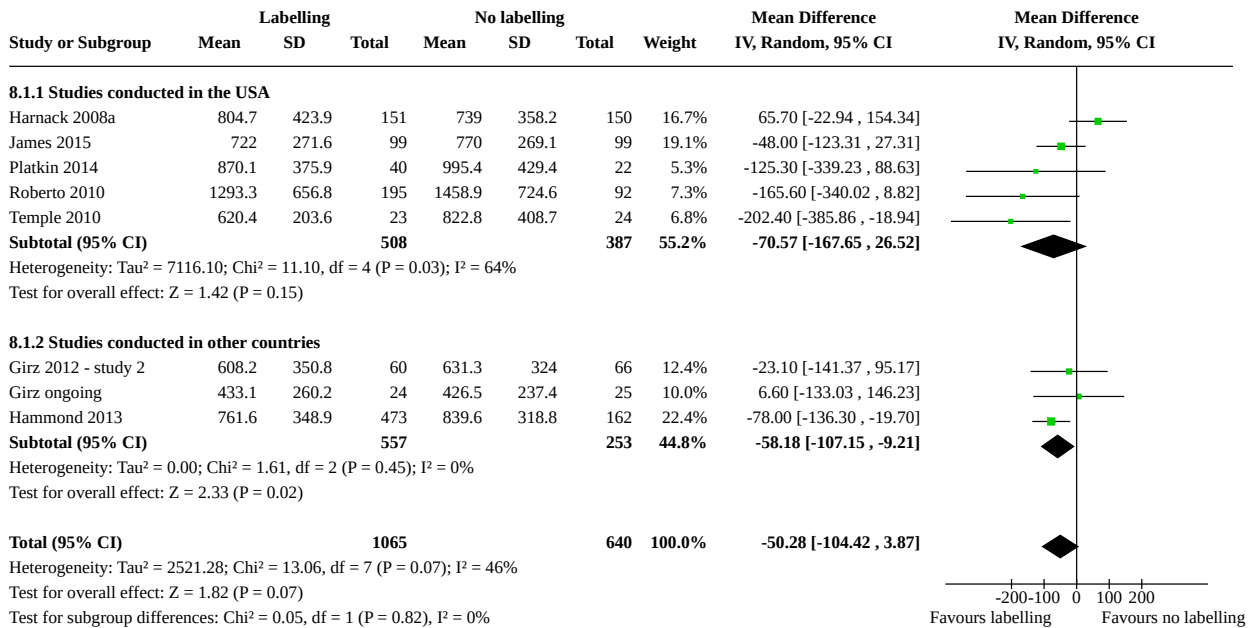 Labelling No labelling Mean Difference Mean Difference
Study or Subgroup Mean SD Total Mean SD Total Weight IV, Random, 95% CI IV, Random, 95% CI
8.1.1 Studies conducted in the USA
Harnack 2008a 804.7 423.9 151 739 358.2 150 16.7% 65.70 [-22.94 , 154.34]
James 2015 722 271.6 99 770 269.1 99 19.1% -48.00 [-123.31 , 27.31]
Platkin 2014 870.1 375.9 40 995.4 429.4 22 5.3% -125.30 [-339.23 , 88.63]
Roberto 2010 1293.3 656.8 195 1458.9 724.6 92 7.3% -165.60 [-340.02 , 8.82]
Temple 2010 620.4 203.6 23 822.8 408.7 24 6.8% -202.40 [-385.86 , -18.94]
Subtotal (95% CI) 508 387 55.2% -70.57 [-167.65 , 26.52]
Heterogeneity: Tau² = 7116.10; Chi² = 11.10, df = 4 (P = 0.03); I² = 64%
Test for overall effect: Z = 1.42 (P = 0.15)
8.1.2 Studies conducted in other countries
Girz 2012 - study 2 608.2 350.8 60 631.3 324 66 12.4% -23.10 [-141.37 , 95.17]
Girz ongoing 433.1 260.2 24 426.5 237.4 25 10.0% 6.60 [-133.03 , 146.23]
Hammond 2013 761.6 348.9 473 839.6 318.8 162 22.4% -78.00 [-136.30 , -19.70]
Subtotal (95% CI) 557 253 44.8% -58.18 [-107.15 , -9.21]
Heterogeneity: Tau² = 0.00; Chi² = 1.61, df = 2 (P = 0.45); I² = 0%
Test for overall effect: Z = 2.33 (P = 0.02)
Total (95% CI) 1065 640 100.0% -50.28 [-104.42 , 3.87]
Heterogeneity: Tau² = 2521.28; Chi² = 13.06, df = 7 (P = 0.07); I² = 46%
Test for overall effect: Z = 1.82 (P = 0.07) -200 -100 0 100 200
Test for subgroup differences: Chi² = 0.05, df = 1 (P = 0.82), I² = 0% Favours labelling Favours no labelling